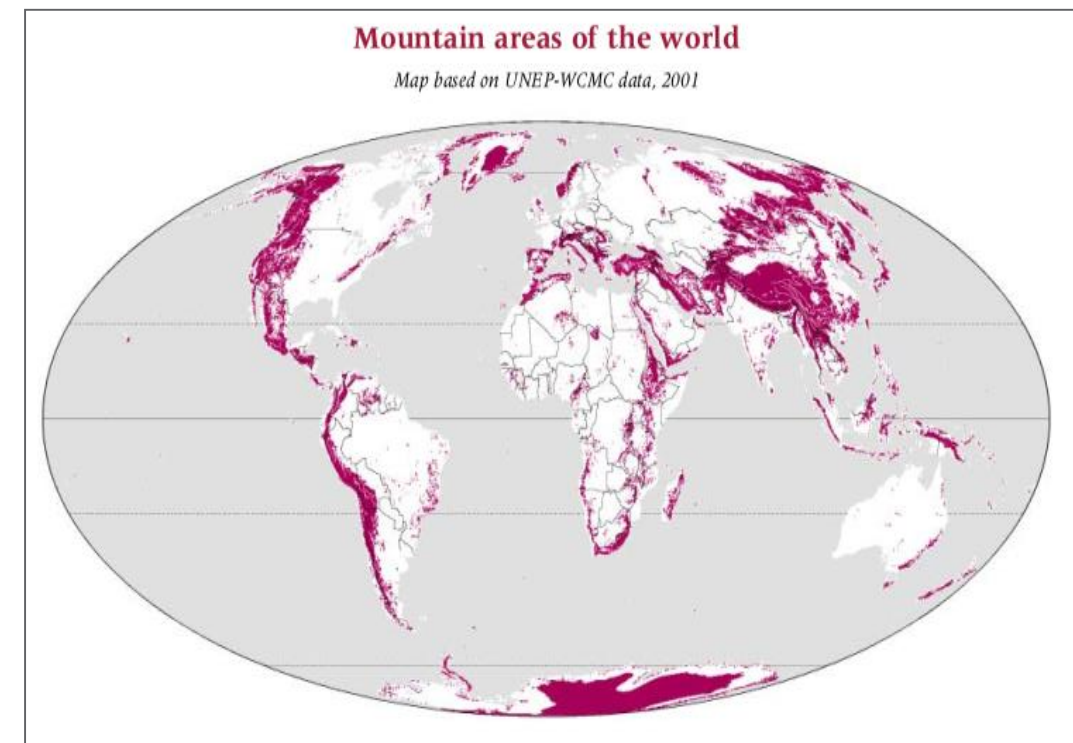 Mountain areas of the world
Map based on UNEP-WCMC data, 2001